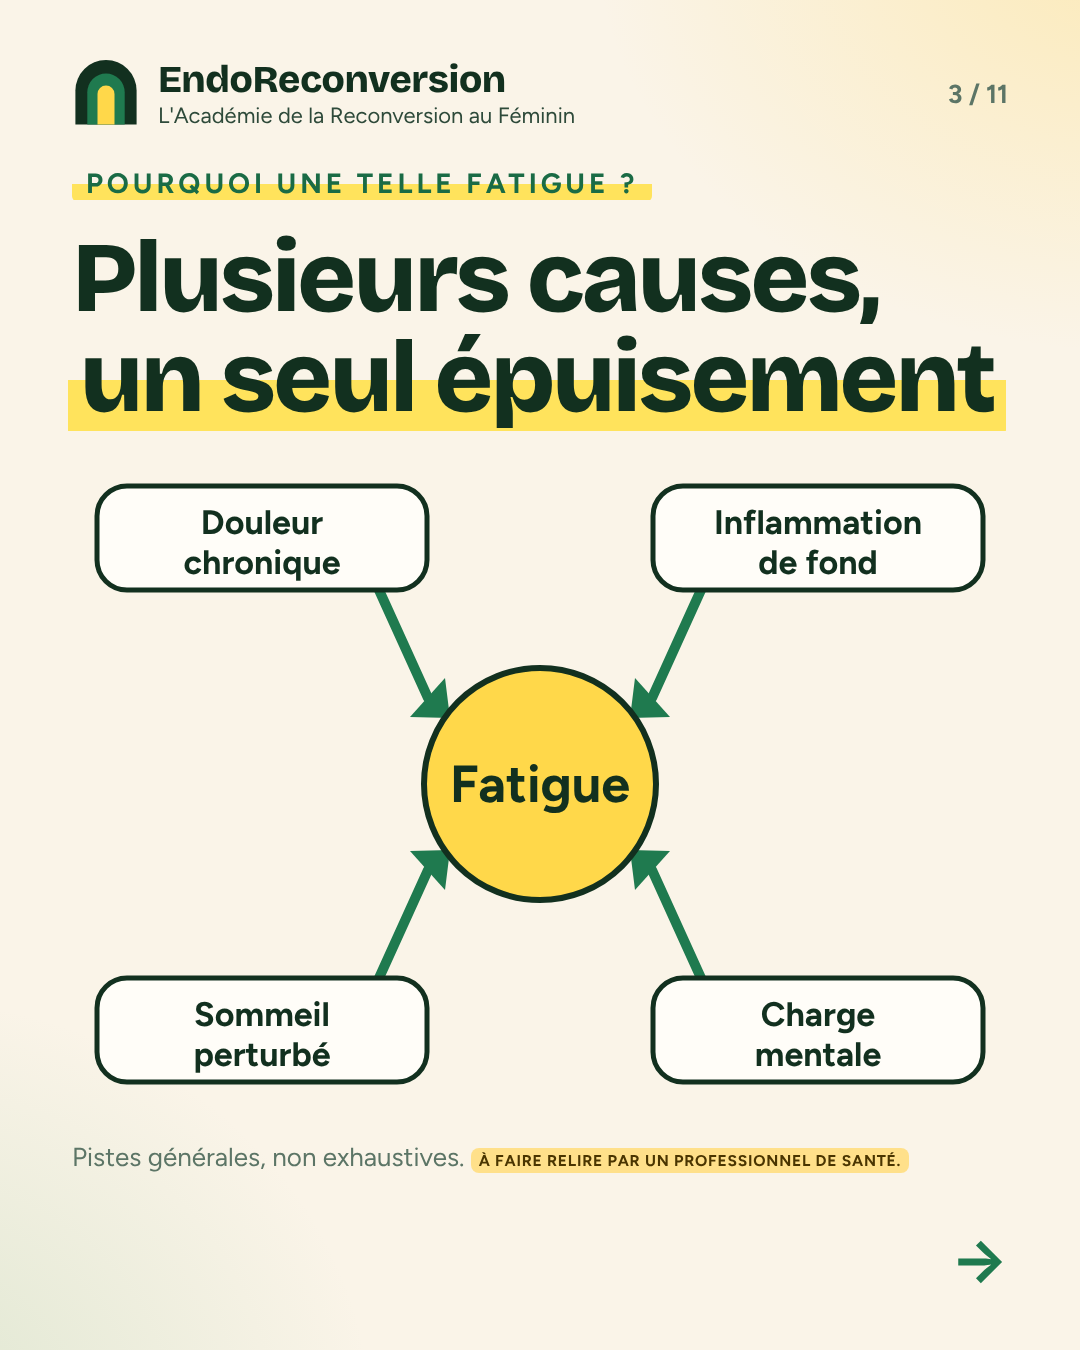 EndoReconversion
L'Académie de la Reconversion au Féminin
3 / 11
POURQUOI UNE TELLE FATIGUE ?
Plusieurs causes,
un seul épuisement
Douleur
chronique
Inflammation
de fond
Fatigue
Sommeil
perturbé
Charge
mentale
Pistes générales, non exhaustives. À FAIRE RELIRE PAR UN PROFESSIONNEL DE SANTÉ.